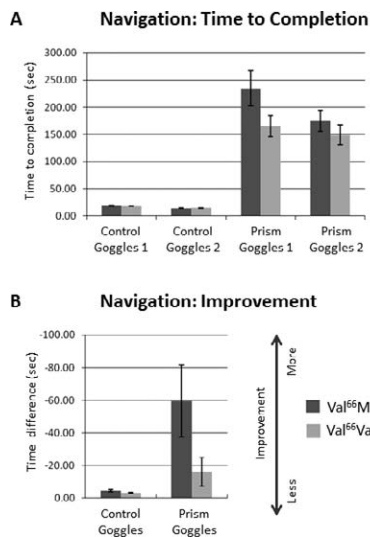 A Navigation: Time to Completion
Time to completion (sec)
300.00
250.00
200.00
150.00
100.00
50.00
0.00
Control Goggles 1
Control Goggles 2
Prism Goggles 1
Prism Goggles 2
B Navigation: Improvement
Time difference (sec)
-100.00
-80.00
-60.00
-40.00
-20.00
0.00
Control Goggles
Prism Goggles
More
Improvement
Less
Val⁶⁶M
Val⁶⁶Va